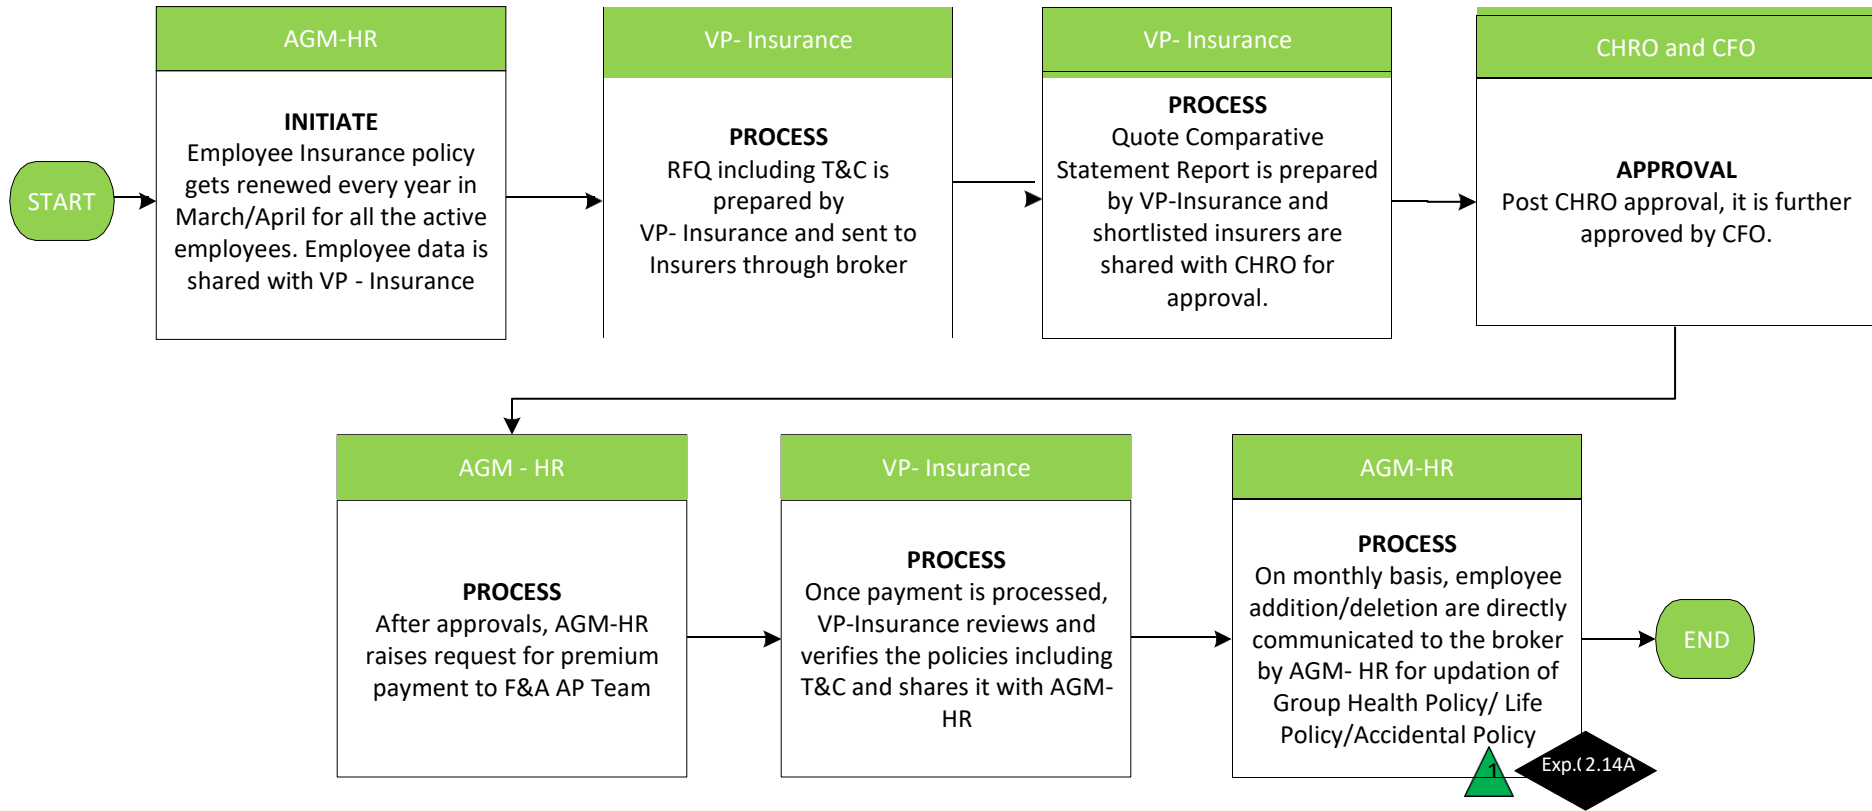 START
AGM-HR
INITIATE
Employee Insurance policy
gets renewed every year in
March/April for all the active
employees. Employee data is
shared with VP - Insurance
VP- Insurance
PROCESS
RFQ including T&C is
prepared by
VP- Insurance and sent to
Insurers through broker
VP- Insurance
PROCESS
Quote Comparative
Statement Report is prepared
by VP-Insurance and
shortlisted insurers are
shared with CHRO for
approval.
CHRO and CFO
APPROVAL
Post CHRO approval, it is further
approved by CFO.
AGM - HR
PROCESS
After approvals, AGM-HR
raises request for premium
payment to F&A AP Team
VP- Insurance
PROCESS
Once payment is processed,
VP-Insurance reviews and
verifies the policies including
T&C and shares it with AGM-
HR
AGM-HR
PROCESS
On monthly basis, employee
addition/deletion are directly
communicated to the broker
by AGM- HR for updation of
Group Health Policy/ Life
Policy/Accidental Policy
1
END